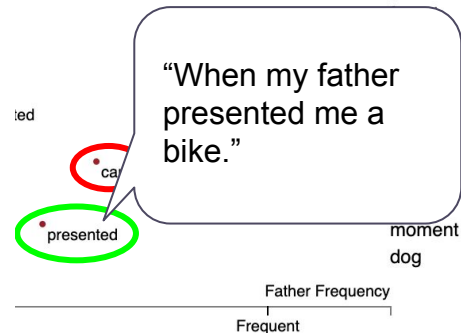 “When my father
presented me a
bike.”
ted
ca
presented
moment
dog
Father Frequency
Frequent